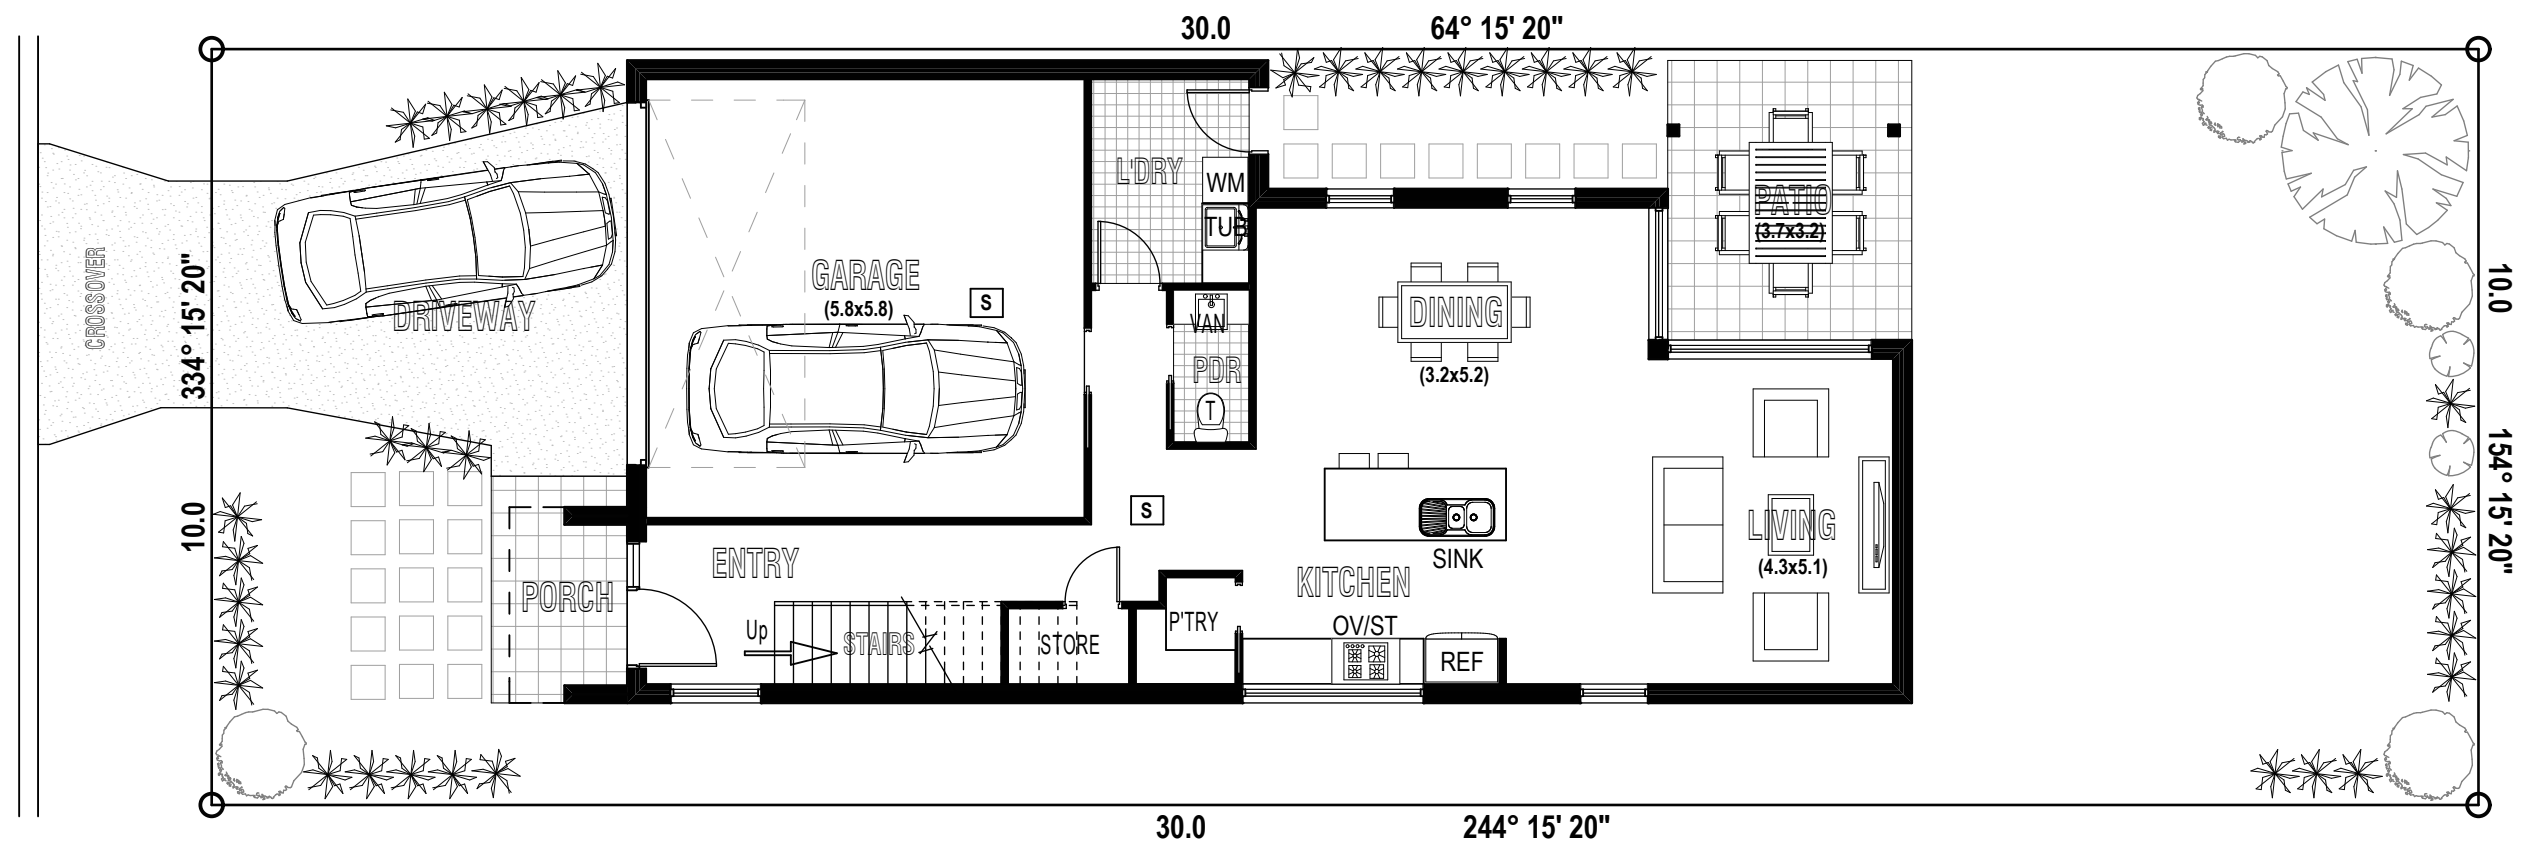 30.0
64° 15' 20"
CROSSOVER
334° 15' 20"
10.0
DRIVEWAY
GARAGE
(5.8x5.8)
S
L'DRY
WM
TUB
VAN
PDR
T
S
DINING
(3.2x5.2)
PATIO
(3.7x3.2)
10.0
154° 15' 20"
LIVING
(4.3x5.1)
SINK
KITCHEN
OV/ST
REF
P'TRY
STORE
STAIRS
Up
ENTRY
PORCH
30.0
244° 15' 20"